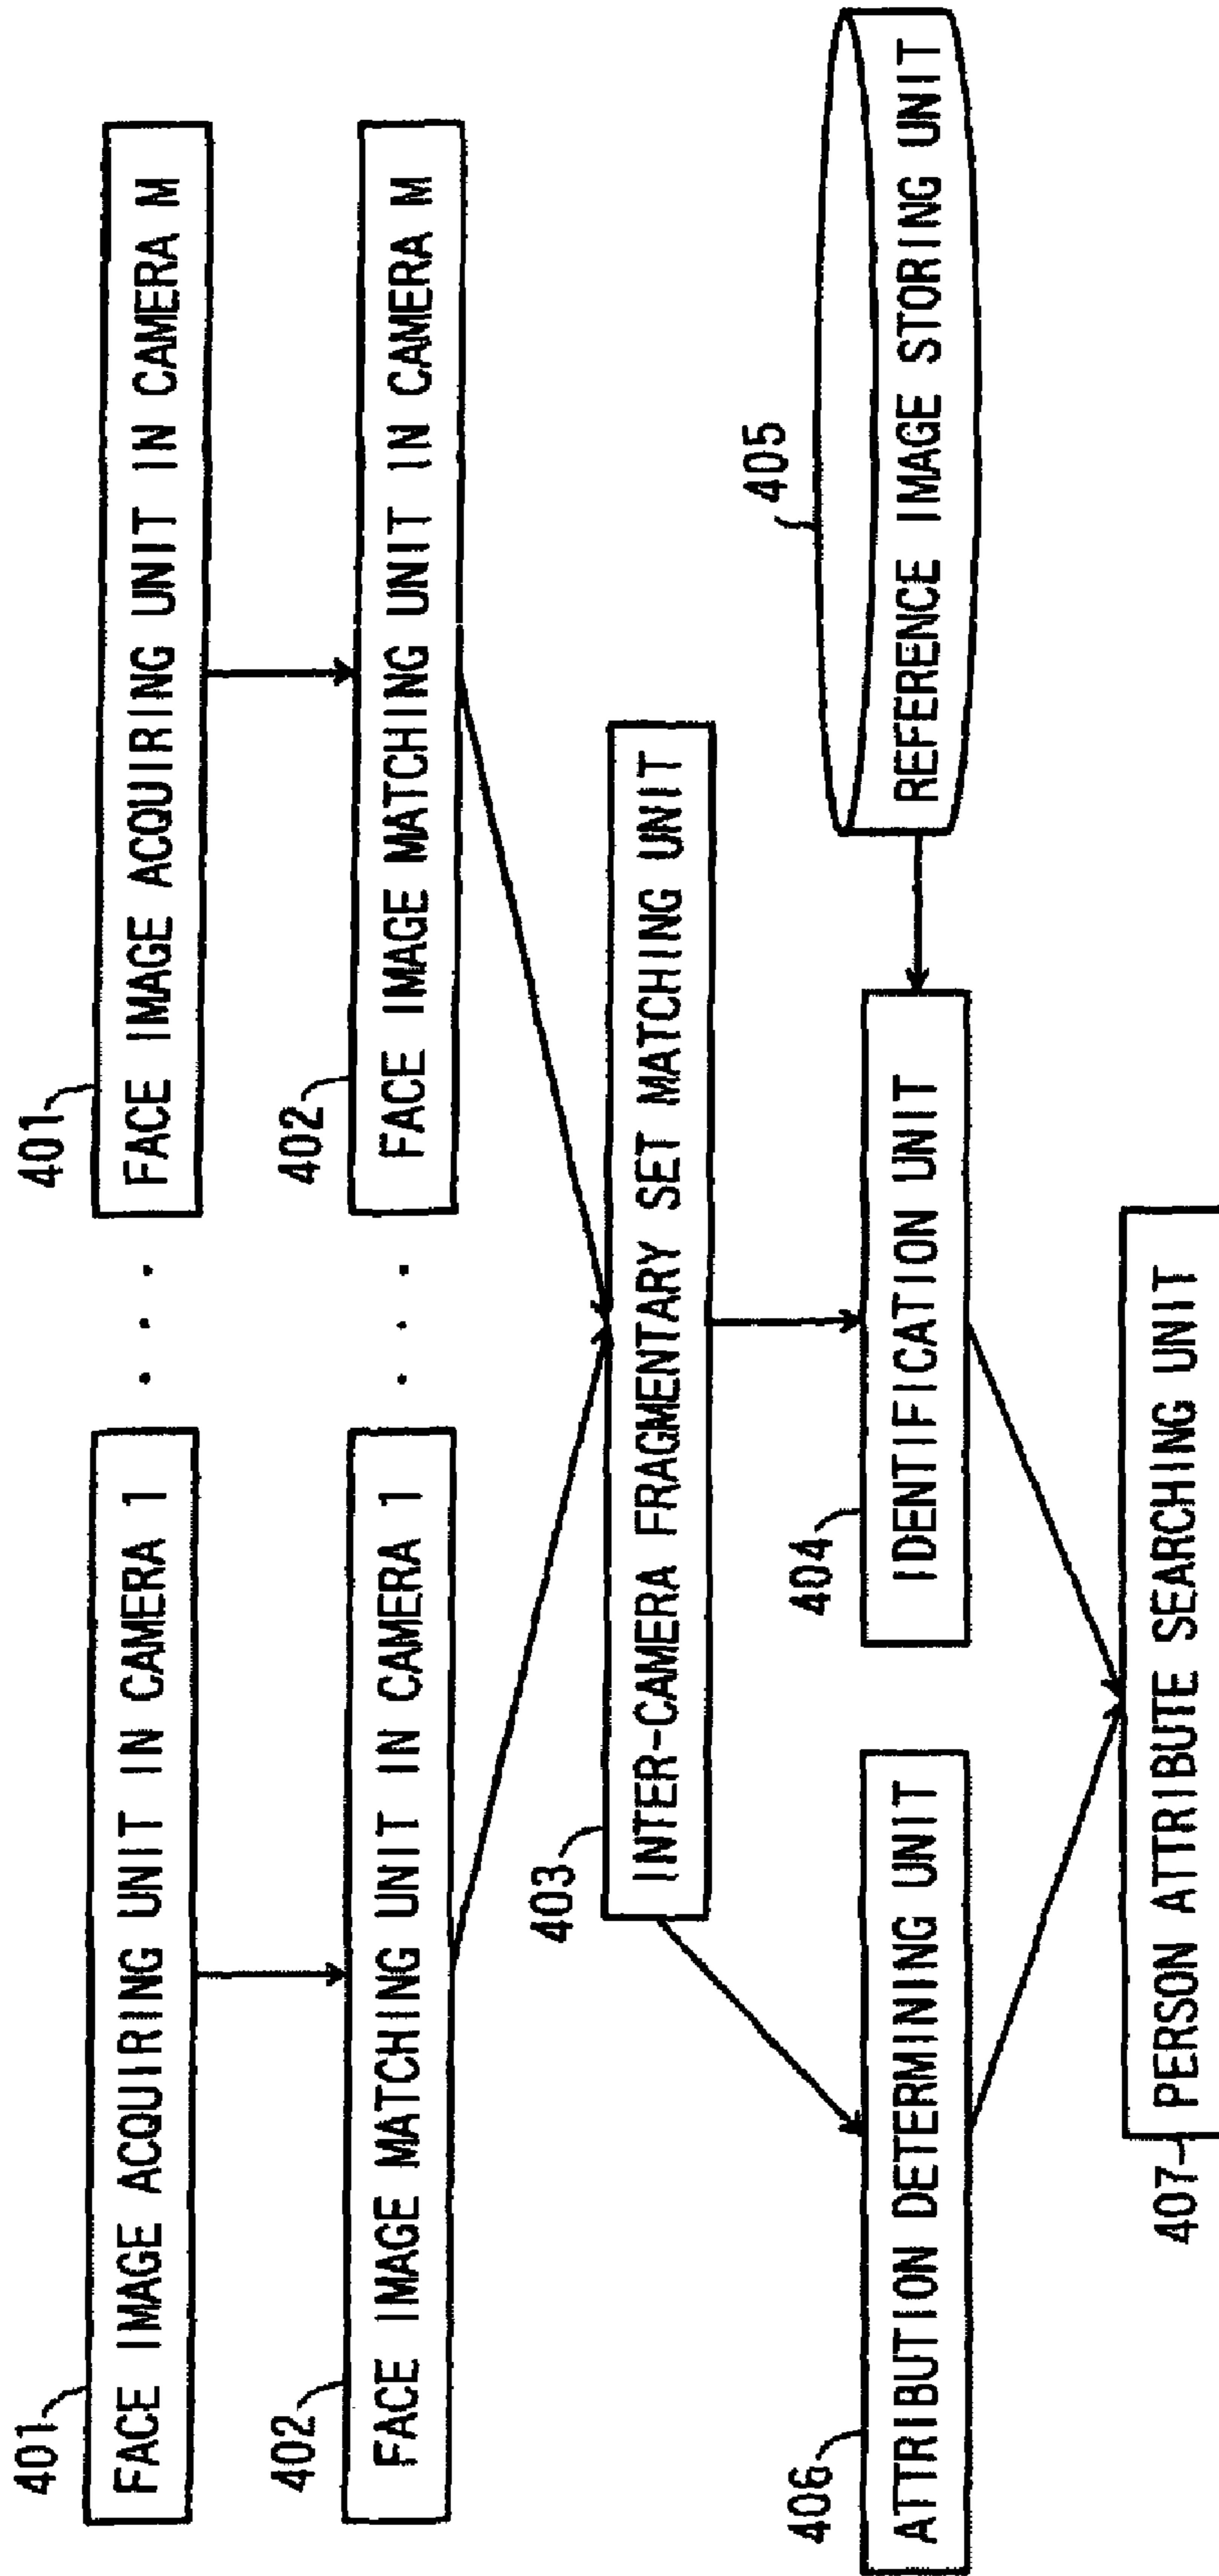 401
401
FACE IMAGE ACQUIRING UNIT IN CAMERA 1
. . .
FACE IMAGE ACQUIRING UNIT IN CAMERA M
402
402
FACE IMAGE MATCHING UNIT IN CAMERA 1
. . .
FACE IMAGE MATCHING UNIT IN CAMERA M
403
INTER-CAMERA FRAGMENTARY SET MATCHING UNIT
406
404
405
ATTRIBUTION DETERMINING UNIT
IDENTIFICATION UNIT
REFERENCE IMAGE STORING UNIT
407
PERSON ATTRIBUTE SEARCHING UNIT